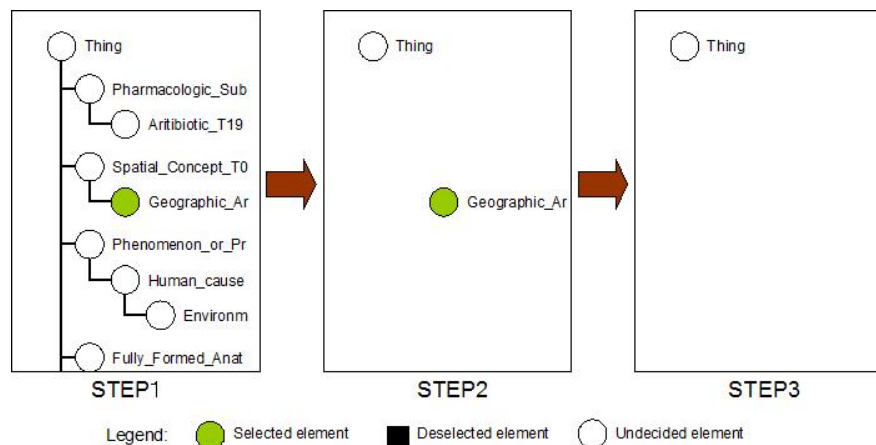 Thing
Pharmacologic_Sub
Aritibiotic_T19
Spatial_Concept_T0
Geographic_Ar
Phenomenon_or_Pr
Human_cause
Environm
Fully_Formed_Anat
STEP1
Thing
Geographic_Ar
STEP2
Thing
STEP3
Legend: Selected element Deselected element Undecided element